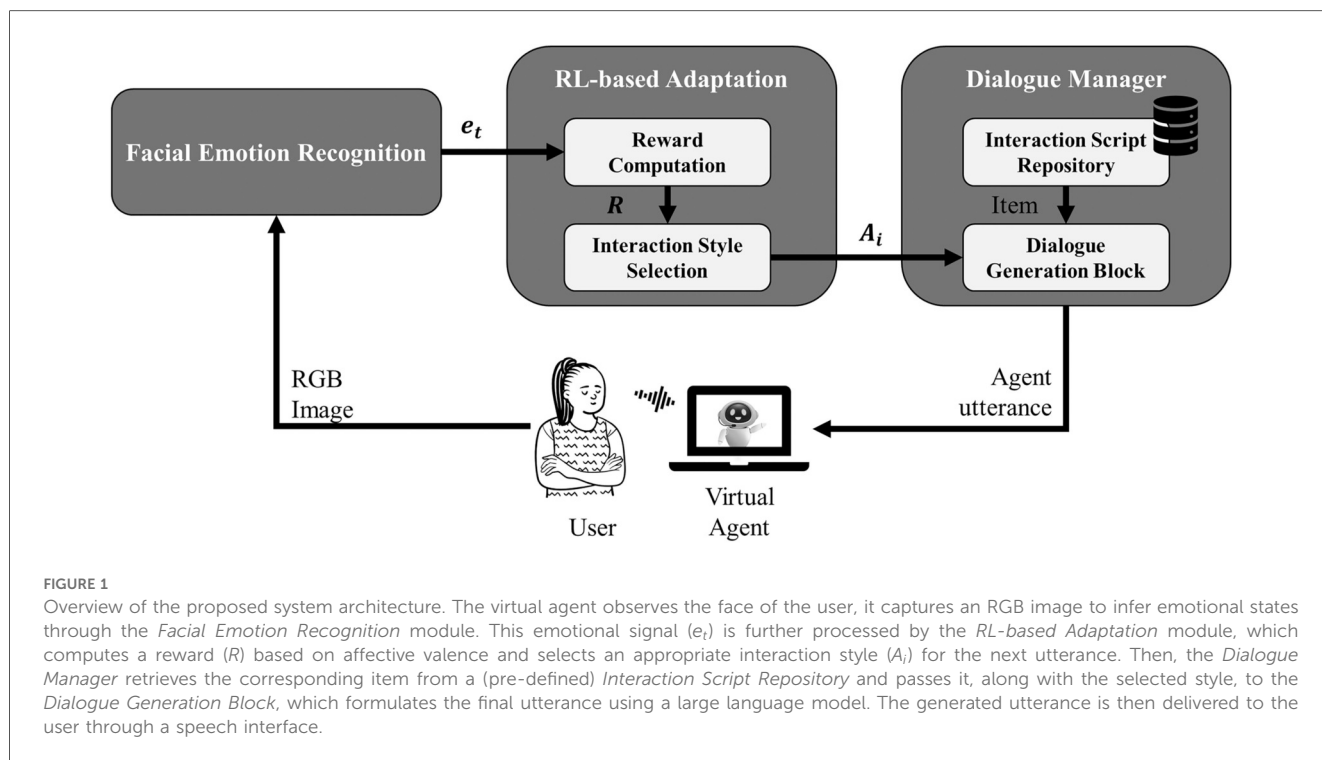 RL-based Adaptation
Dialogue Manager
Facial Emotion Recognition
e_t
Reward
Computation
Interaction Script
Repository
R
Item
Interaction Style
Selection
A_i
Dialogue
Generation Block
RGB
Image
Agent
utterance
User
Virtual
Agent
FIGURE 1
Overview of the proposed system architecture. The virtual agent observes the face of the user, it captures an RGB image to infer emotional states
through the Facial Emotion Recognition module. This emotional signal (e_t) is further processed by the RL-based Adaptation module, which
computes a reward (R) based on affective valence and selects an appropriate interaction style (A_i) for the next utterance. Then, the Dialogue
Manager retrieves the corresponding item from a (pre-defined) Interaction Script Repository and passes it, along with the selected style, to the
Dialogue Generation Block, which formulates the final utterance using a large language model. The generated utterance is then delivered to the
user through a speech interface.